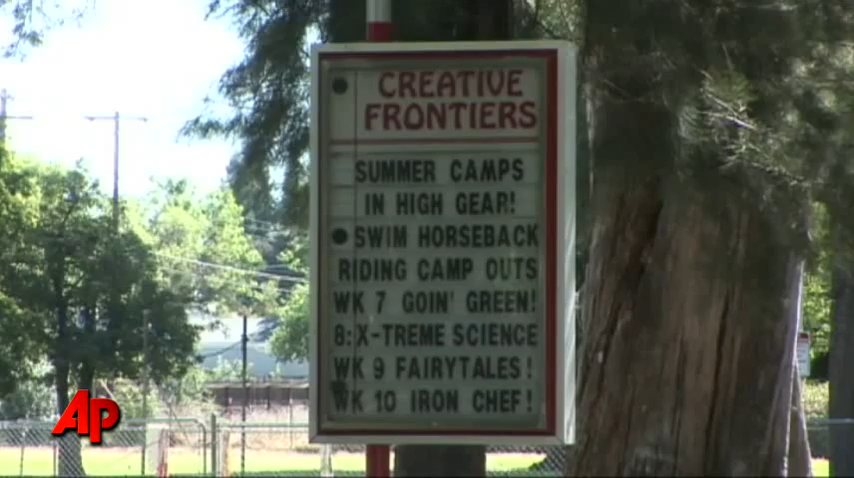 CREATIVE
FRONTIERS
SUMMER CAMPS
IN HIGH GEAR!
SWIM HORSEBACK
RIDING CAMP OUTS
WK 7 GOIN' GREEN!
8: X-TREME SCIENCE
WK 9 FAIRYTALES!
WK 10 IRON CHEF!
AP